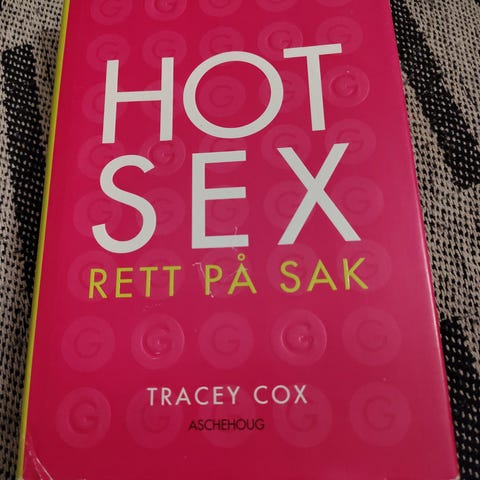 HOT
SEX
RETT PÅ SAK
TRACEY COX
ASCHEHOUG